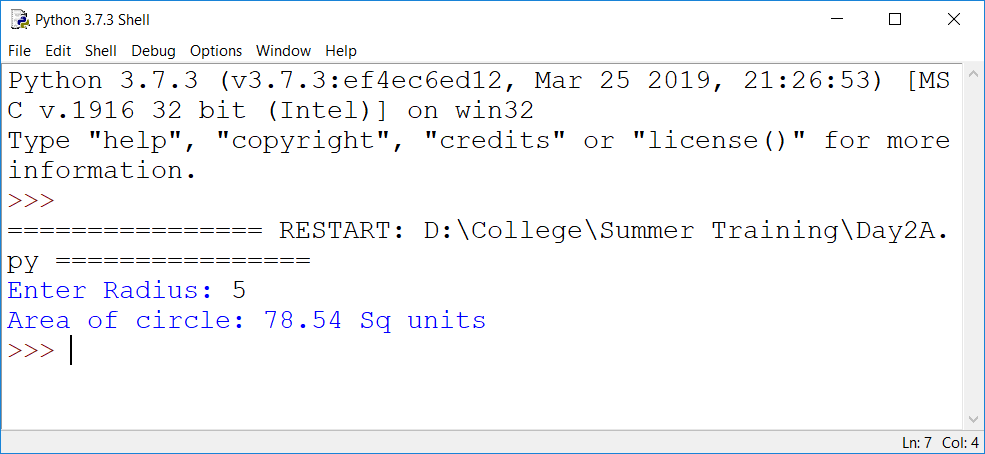 Python 3.7.3 Shell
File Edit Shell Debug Options Window Help
Python 3.7.3 (v3.7.3:ef4ec6ed12, Mar 25 2019, 21:26:53) [MS
C v.1916 32 bit (Intel)] on win32
Type "help", "copyright", "credits" or "license()" for more
information.
>>>
================ RESTART: D:\College\Summer Training\Day2A.
py ================
Enter Radius: 5
Area of circle: 78.54 Sq units
>>>
Ln: 7 Col: 4